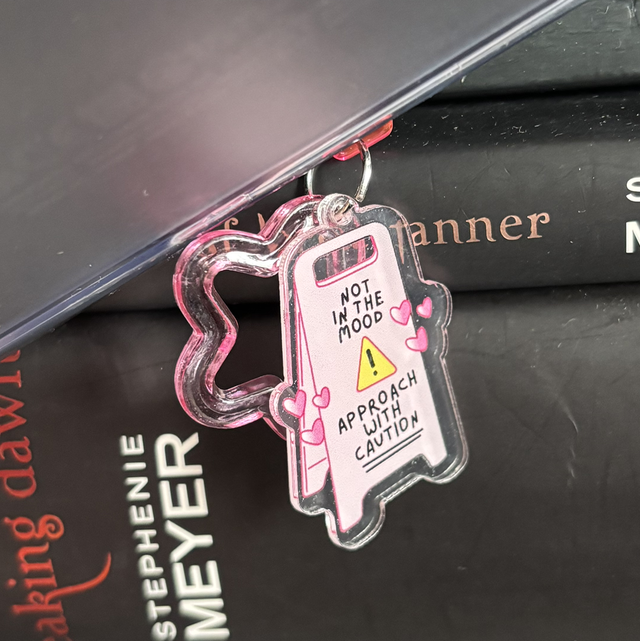 NOT
IN THE
MOOD
!
APPROACH
WITH
CAUTION
anner
S
M
aking dawn
STEPHENIE
MEYER